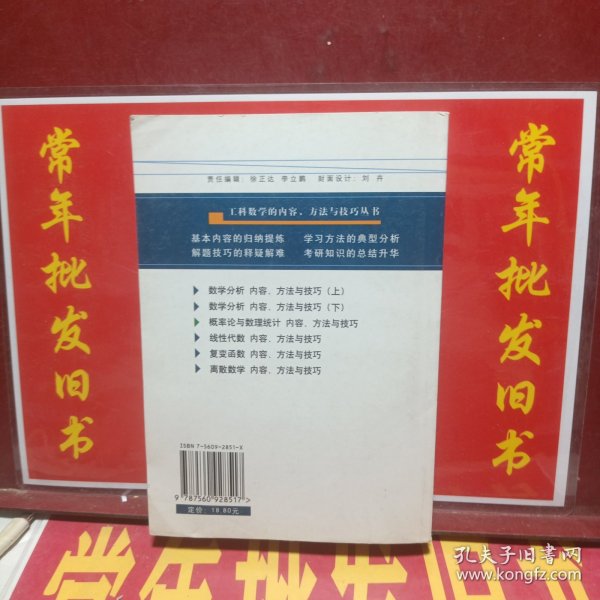 常年批发旧书
责任编辑：徐正达 李立鹏 封面设计：刘卉
工科数学的内容、方法与技巧丛书
基本内容的归纳提炼 学习方法的典型分析
解题技巧的释疑解难 考研知识的总结升华
数学分析 内容、方法与技巧（上）
数学分析 内容、方法与技巧（下）
概率论与数理统计 内容、方法与技巧
线性代数 内容、方法与技巧
复变函数 内容、方法与技巧
离散数学 内容、方法与技巧
ISBN 7-5609-2851-X
9 787560 928517 >
定价：18.80元
常年批发旧书
常年批发旧
孔夫子旧书网
www.kongfz.com